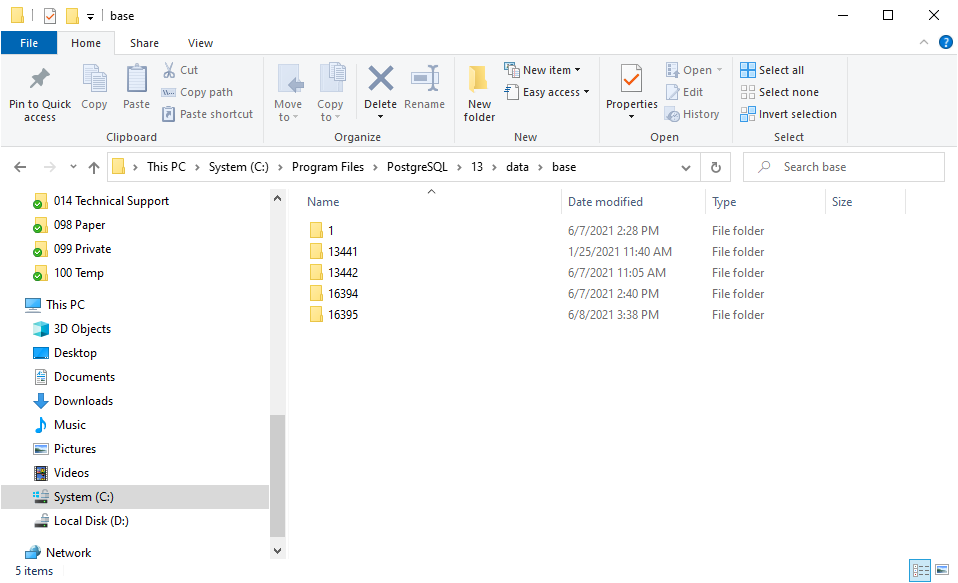 base
File Home Share View
Pin to Quick access
Copy
Paste
Cut
Copy path
Paste shortcut
Clipboard
Move to
Copy to
Delete
Rename
Organize
New folder
New item
Easy access
New
Properties
Open
Edit
History
Open
Select all
Select none
Invert selection
Select
This PC > System (C:) > Program Files > PostgreSQL > 13 > data > base
Search base
014 Technical Support
098 Paper
099 Private
100 Temp
This PC
3D Objects
Desktop
Documents
Downloads
Music
Pictures
Videos
System (C:)
Local Disk (D:)
Network
Name Date modified Type Size
1 6/7/2021 2:28 PM File folder
13441 1/25/2021 11:40 AM File folder
13442 6/7/2021 11:05 AM File folder
16394 6/7/2021 2:40 PM File folder
16395 6/8/2021 3:38 PM File folder
5 items